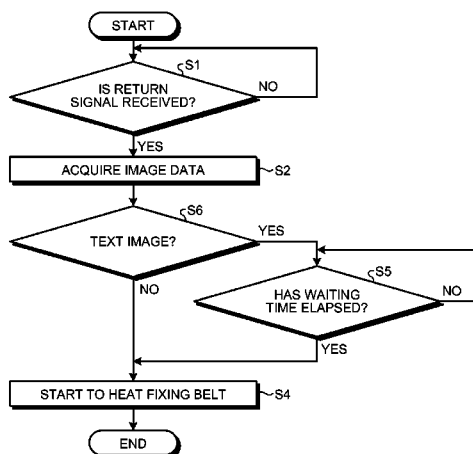 START
S1
IS RETURN
SIGNAL RECEIVED?
NO
YES
ACQUIRE IMAGE DATA
S2
S6
TEXT IMAGE?
YES
NO
S5
HAS WAITING
TIME ELAPSED?
NO
YES
START TO HEAT FIXING BELT
S4
END